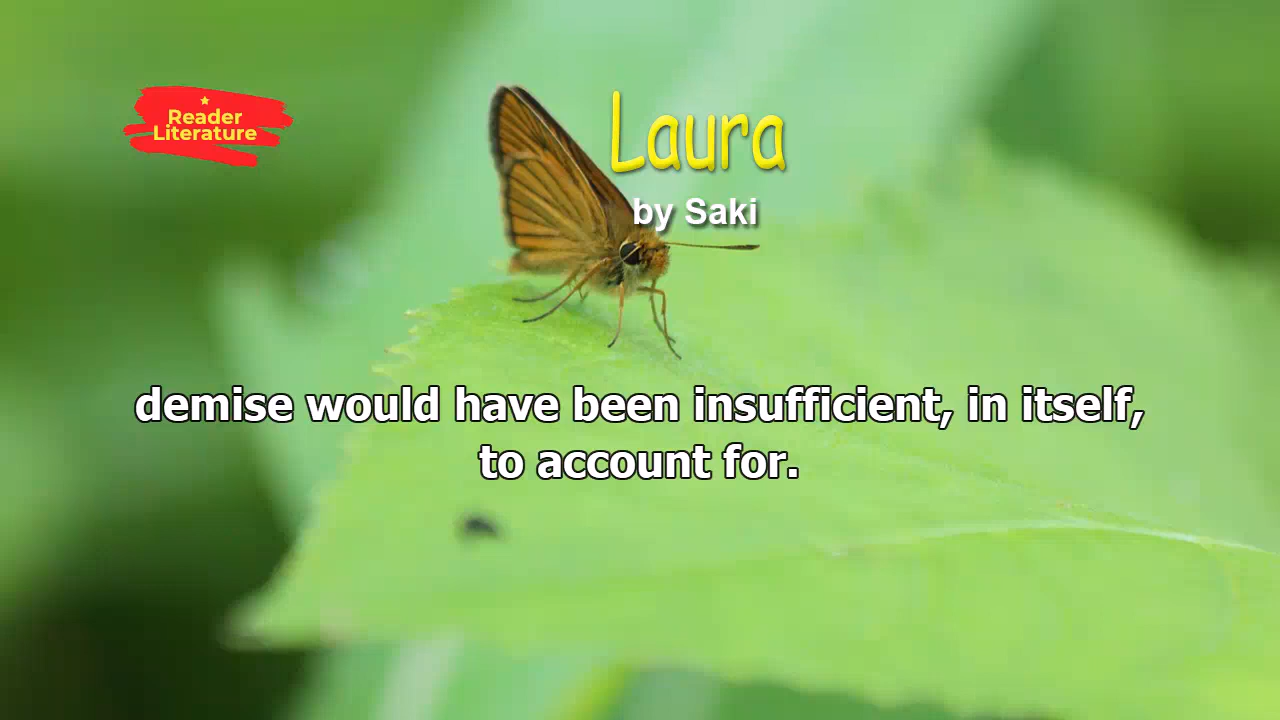 Reader
Literature
Laura
by Saki
demise would have been insufficient, in itself,
to account for.